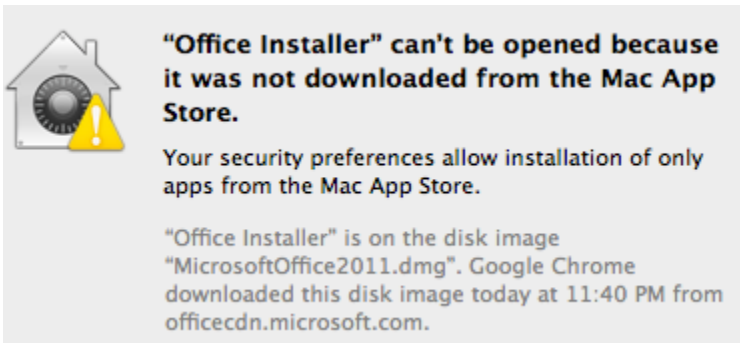 “Office Installer” can’t be opened because
it was not downloaded from the Mac App
Store.
Your security preferences allow installation of only
apps from the Mac App Store.
“Office Installer” is on the disk image
“MicrosoftOffice2011.dmg”. Google Chrome
downloaded this disk image today at 11:40 PM from
officecdn.microsoft.com.